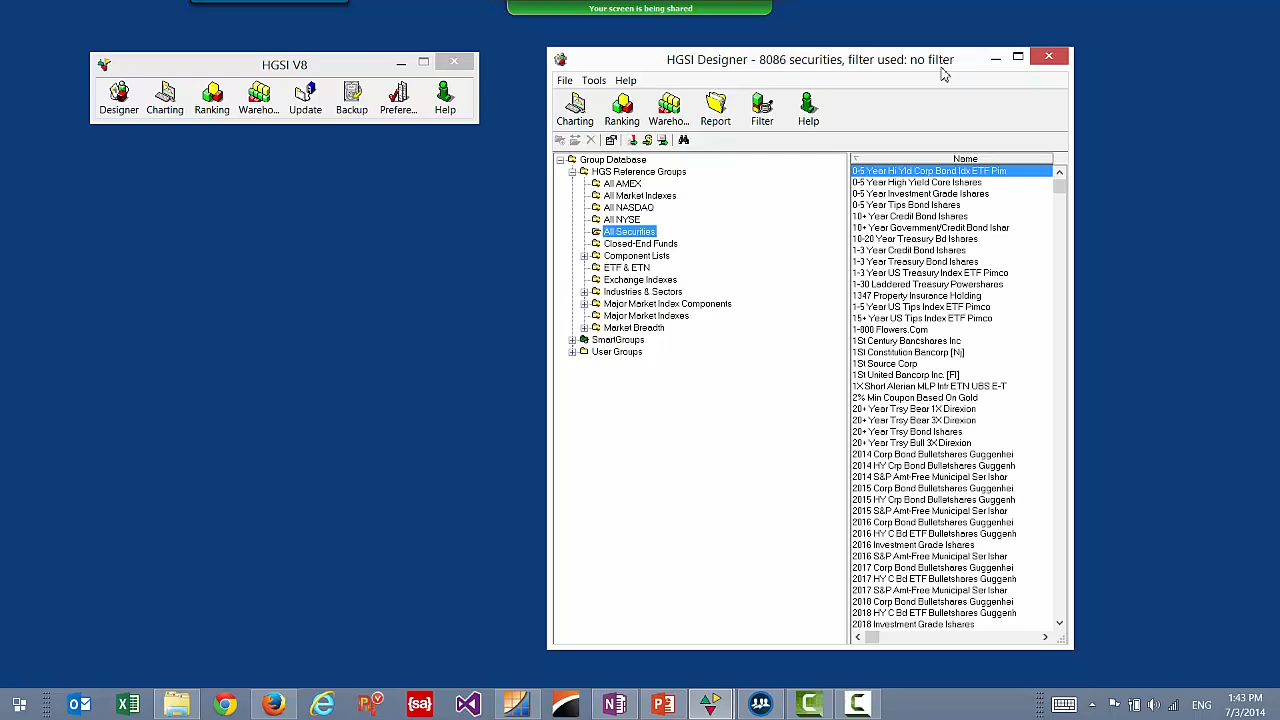 Your screen is being shared
HGSI V8
Designer
Charting
Ranking
Wareho...
Update
Backup
Prefere...
Help
HGSI Designer - 8086 securities, filter used: no filter
File Tools Help
Charting
Ranking
Wareho...
Report
Filter
Help
Group Database
HGS Reference Groups
All AMEX
All Market Indexes
All NASDAQ
All NYSE
All Securities
Closed-End Funds
Component Lists
ETF & ETN
Exchange Indexes
Industries & Sectors
Major Market Index Components
Major Market Indexes
Market Breadth
SmartGroups
User Groups
Name
0-5 Year Hi Yld Corp Bond Idx ETF Pim
0-5 Year High Yield Core Ishares
0-5 Year Investment Grade Ishares
0-5 Year Tips Bond Ishares
10+ Year Credit Bond Ishares
10+ Year Government/Credit Bond Ishar
10-20 Year Treasury Bd Ishares
1-3 Year Credit Bond Ishares
1-3 Year Treasury Bond Ishares
1-3 Year US Treasury Index ETF Pimco
1-30 Laddered Treasury Powershares
1347 Property Insurance Holding
1-5 Year US Tips Index ETF Pimco
15+ Year US Tips Index ETF Pimco
1-800 Flowers.Com
1St Century Bancshares Inc
1St Constitution Bancorp [Nj]
1St Source Corp
1St United Bancorp Inc. [Fl]
1X Short Alerian MLP Infr ETN UBS E-T
2% Min Coupon Based On Gold
20+ Year Trsy Bear 1X Direxion
20+ Year Trsy Bear 3X Direxion
20+ Year Trsy Bond Ishares
20+ Year Trsy Bull 3X Direxion
2014 Corp Bond Bulletshares Guggenhei
2014 HY Crp Bond Bulletshares Guggenh
2014 S&P Amt-Free Municipal Ser Ishar
2015 Corp Bond Bulletshares Guggenhei
2015 HY Crp Bond Bulletshares Guggenh
2015 S&P Amt-Free Municipal Ser Ishar
2016 Corp Bond Bulletshares Guggenhei
2016 HY C Bd ETF Bulletshares Guggenh
2016 Investment Grade Ishares
2016 S&P Amt-Free Municipal Ser Ishar
2017 Corp Bond Bulletshares Guggenhei
2017 HY C Bd ETF Bulletshares Guggenh
2017 S&P Amt-Free Municipal Ser Ishar
2018 Corp Bond Bulletshares Guggenhei
2018 HY C Bd ETF Bulletshares Guggenh
2018 Investment Grade Ishares
{sa}
ENG
1:43 PM
7/3/2014